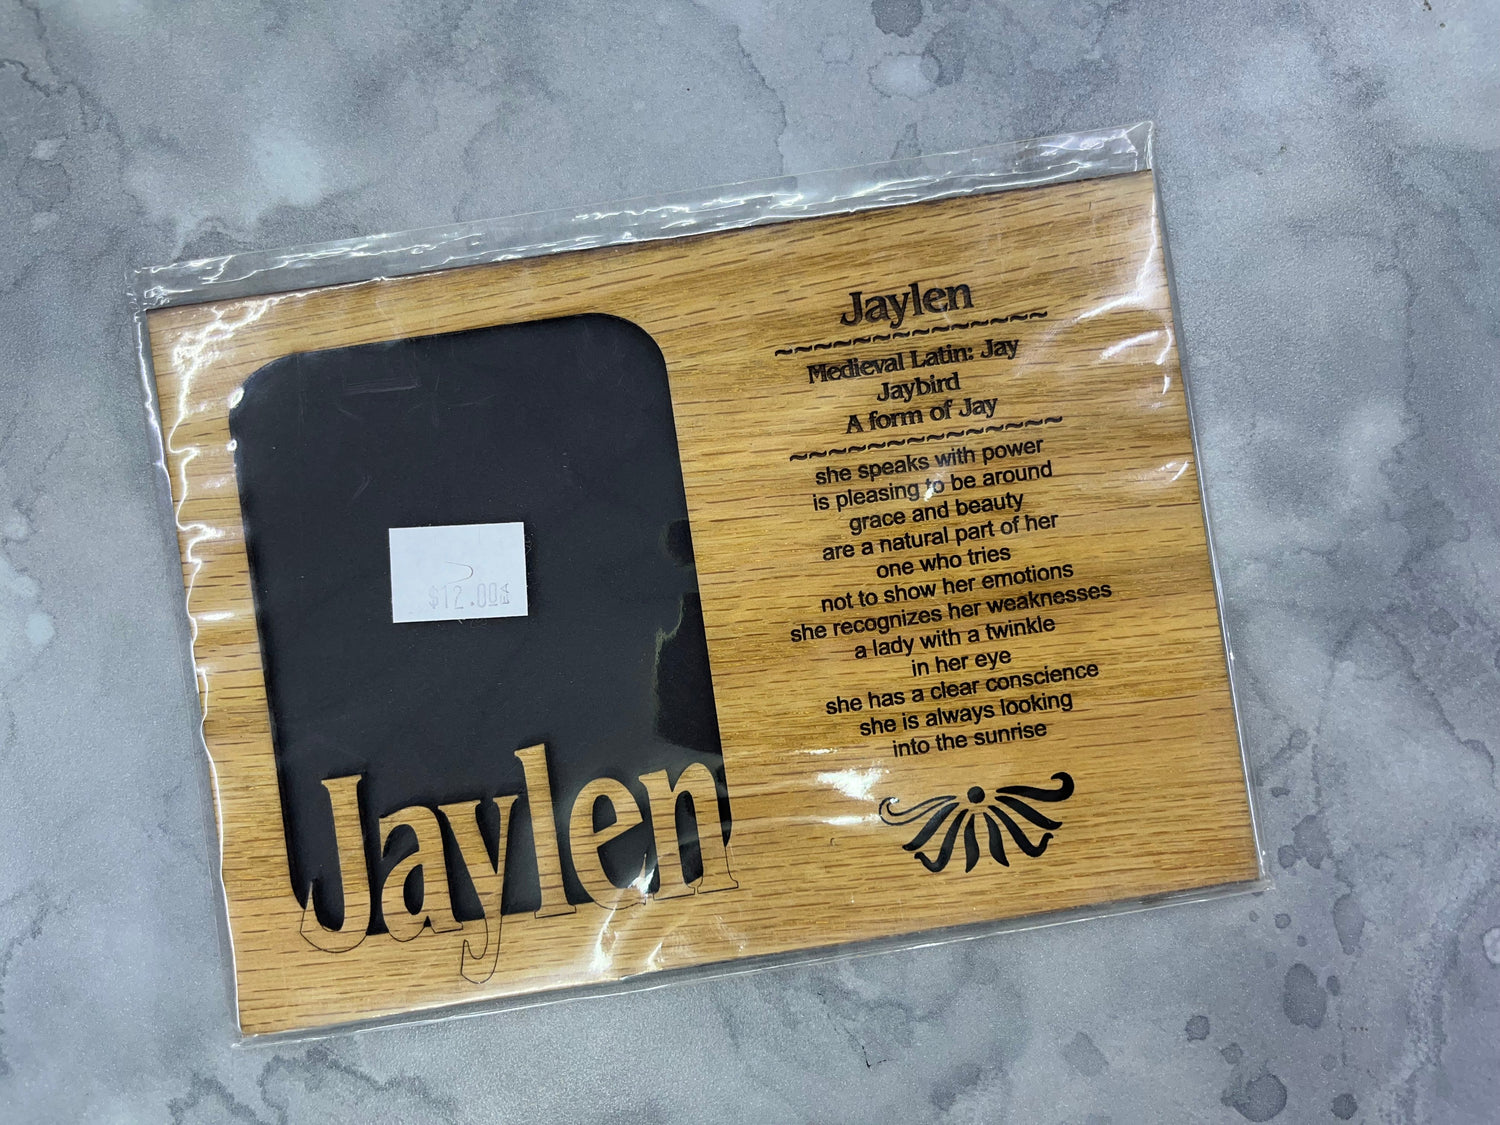 Jaylen
~~~~~~~~~~~~~~~
Medieval Latin: Jay
Jaybird
A form of Jay
~~~~~~~~~~~~~~~
she speaks with power
is pleasing to be around
grace and beauty
are a natural part of her
one who tries
not to show her emotions
she recognizes her weaknesses
a lady with a twinkle
in her eye
she has a clear conscience
she is always looking
into the sunrise
$12.00
Jaylen